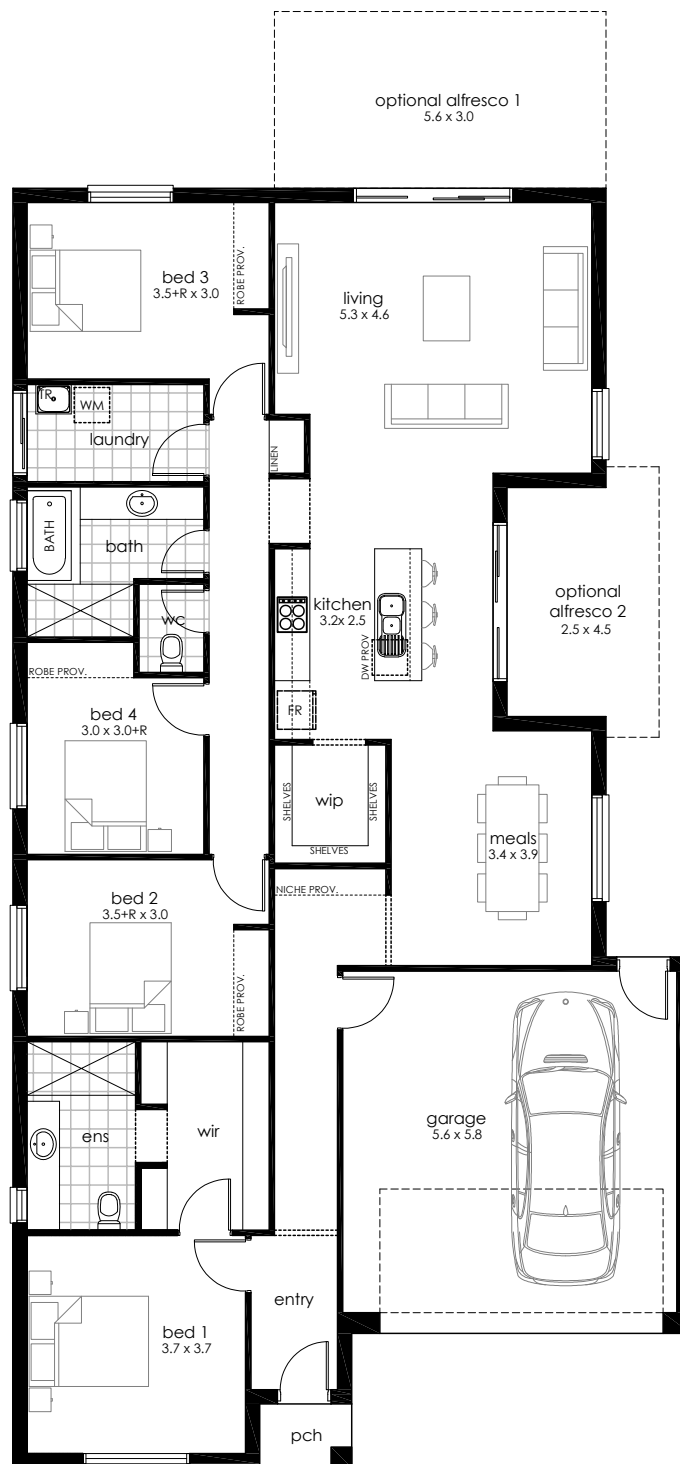 optional alfresco 1
5.6 x 3.0
bed 3
3.5+R x 3.0
ROBE PROV.
living
5.3 x 4.6
TR
WM
laundry
LINEN
BATH
bath
wc
kitchen
3.2x 2.5
DW PROV
FR
optional
alfresco 2
2.5 x 4.5
ROBE PROV.
bed 4
3.0 x 3.0+R
SHELVES
wip
SHELVES
SHELVES
meals
3.4 x 3.9
bed 2
3.5+R x 3.0
ROBE PROV.
NICHE PROV.
ens
wir
garage
5.6 x 5.8
entry
bed 1
3.7 x 3.7
pch